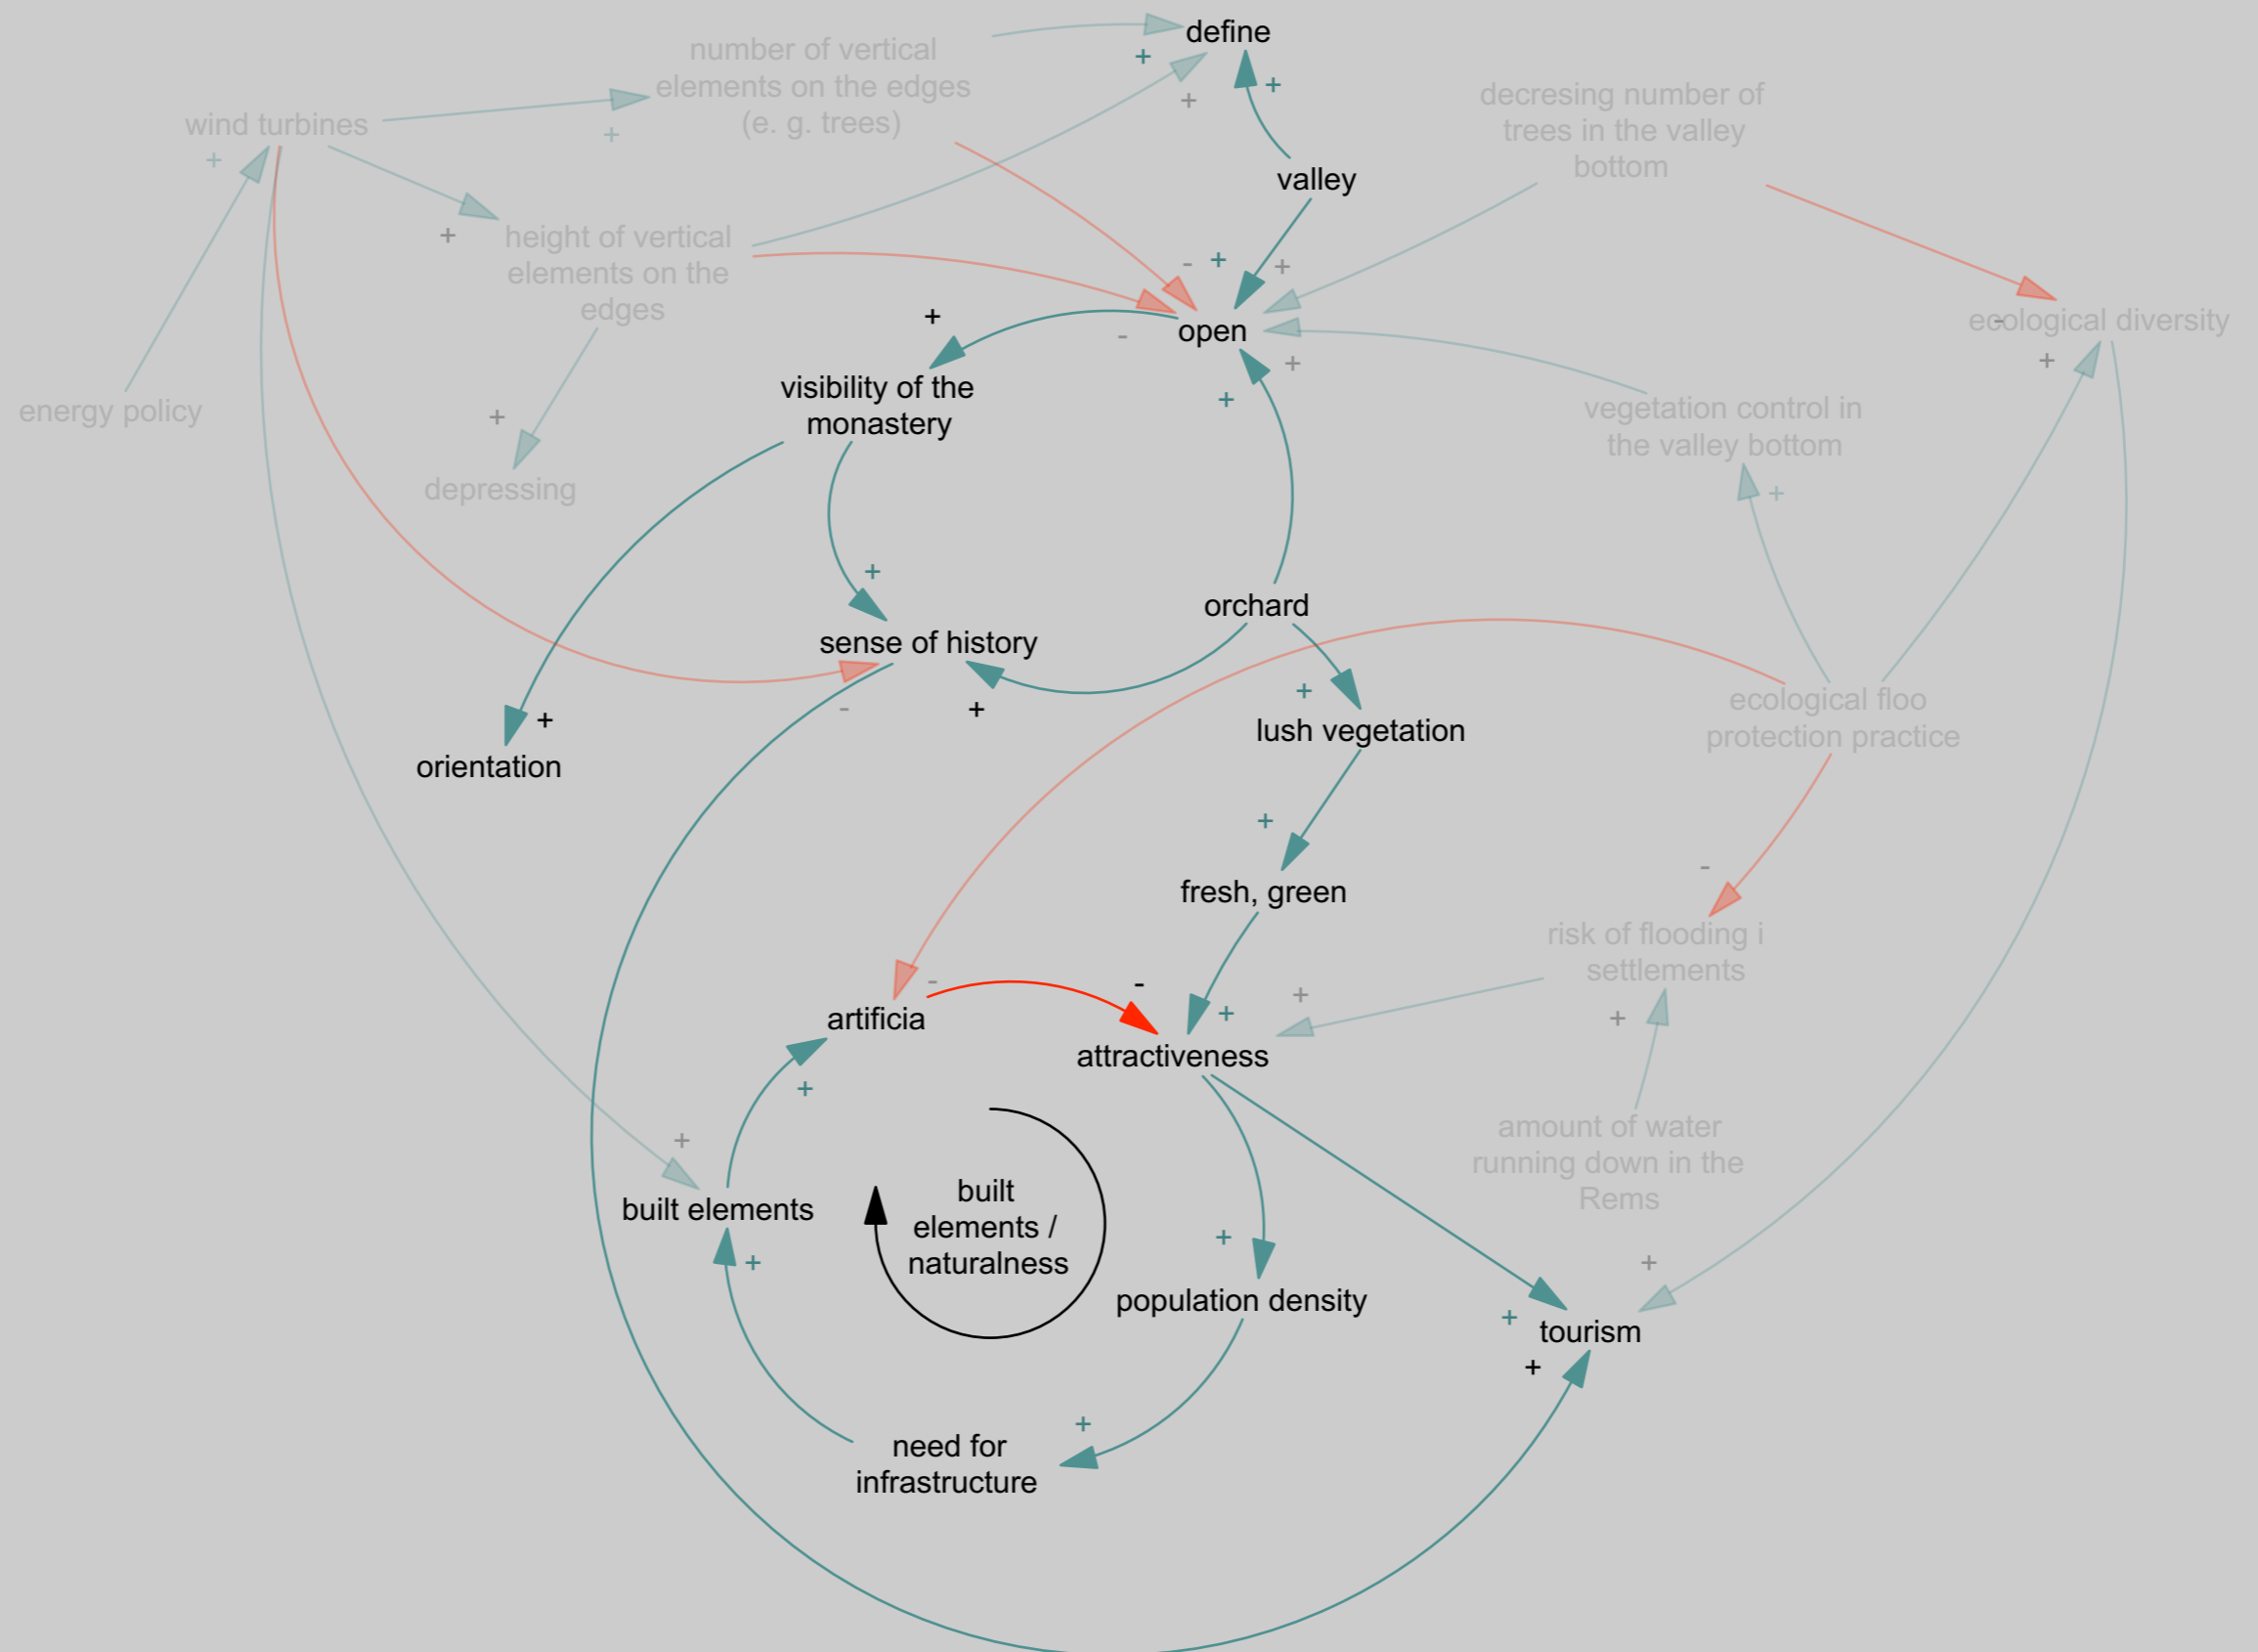 define
number of vertical
elements on the edges
(e. g. trees)
wind turbines
decresing number of
trees in the valley
bottom
valley
height of vertical
elements on the
edges
open
ecological diversity
visibility of the
monastery
energy policy
vegetation control in
the valley bottom
depressing
orchard
sense of history
ecological floo
protection practice
lush vegetation
orientation
fresh, green
risk of flooding i
settlements
artificia
attractiveness
amount of water
running down in the
Rems
built elements
built
elements /
naturalness
population density
tourism
need for
infrastructure